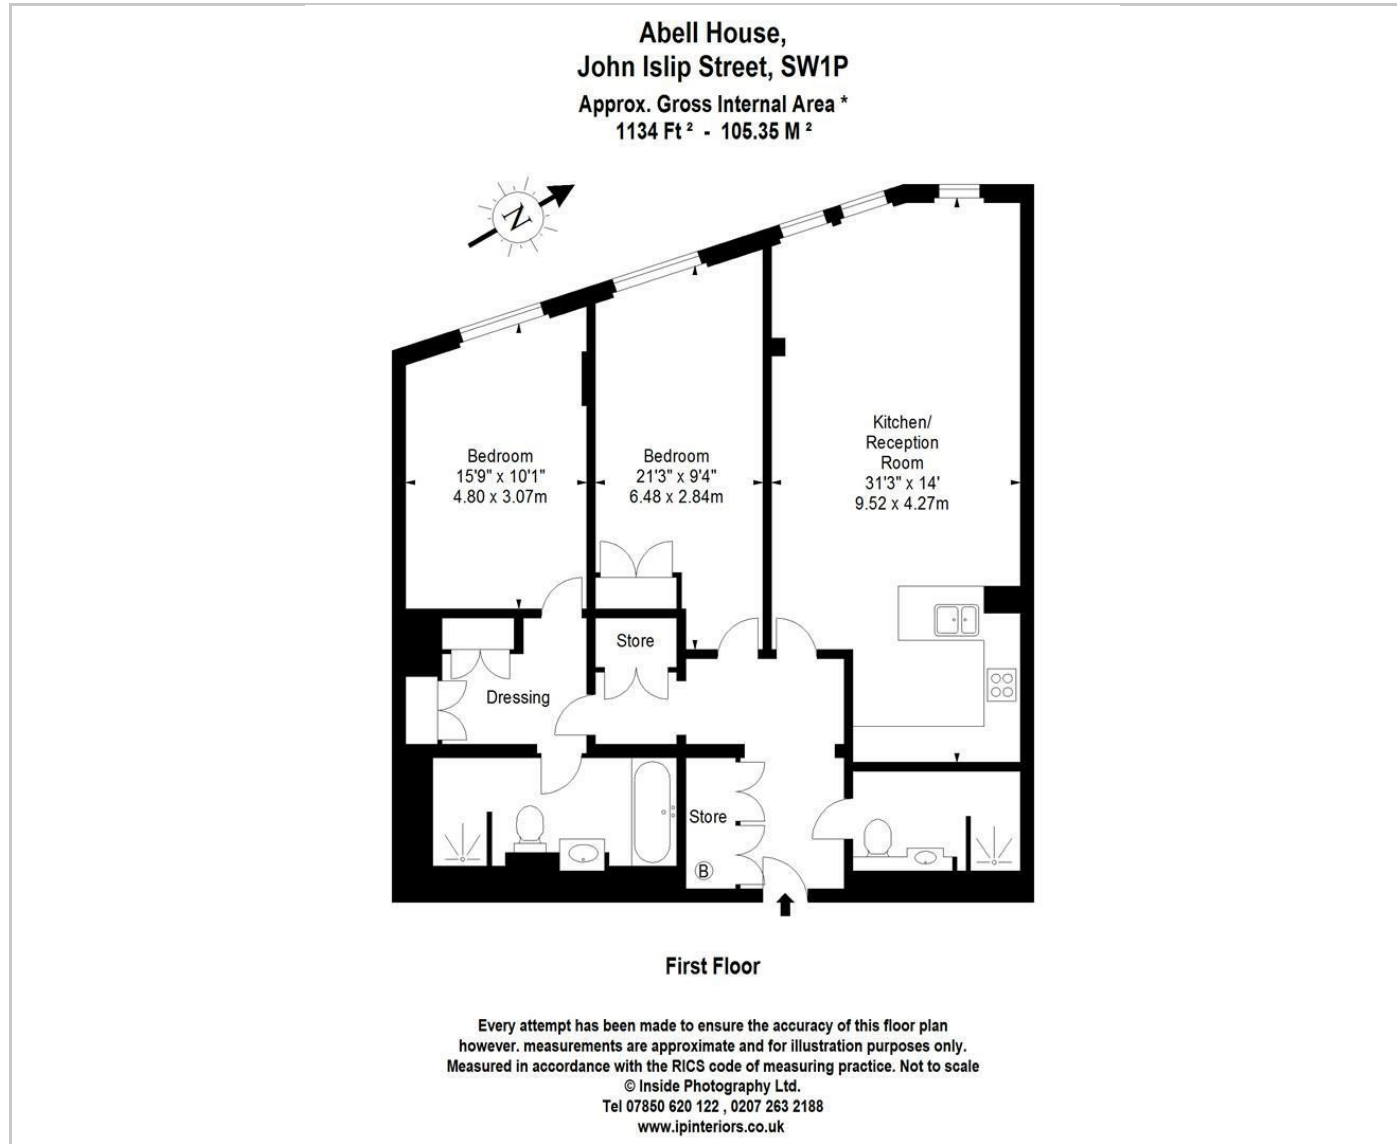 Abell House,
John Islip Street, SW1P
Approx. Gross Internal Area *
1134 Ft ² - 105.35 M ²
N
Bedroom
15'9" x 10'1"
4.80 x 3.07m
Bedroom
21'3" x 9'4"
6.48 x 2.84m
Kitchen/
Reception
Room
31'3" x 14'
9.52 x 4.27m
Store
Dressing
Store
B
First Floor
Every attempt has been made to ensure the accuracy of this floor plan
however. measurements are approximate and for illustration purposes only.
Measured in accordance with the RICS code of measuring practice. Not to scale
© Inside Photography Ltd.
Tel 07850 620 122 , 0207 263 2188
www.ipinteriors.co.uk